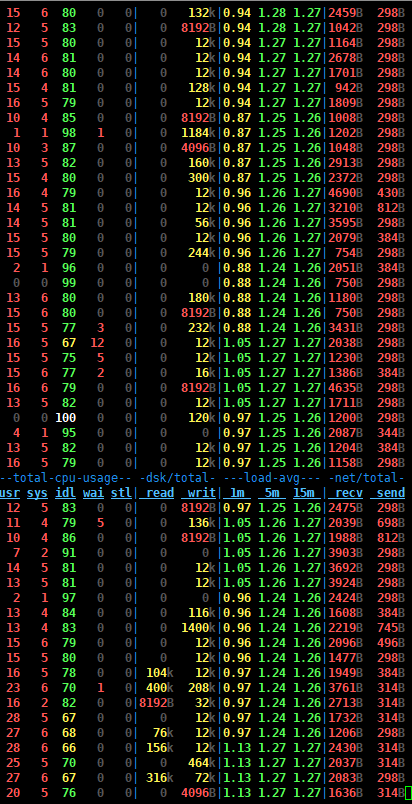 15 6 80 0 0| 0 132k|0.94 1.28 1.27|2459B 298B
12 5 83 0 0| 0 8192B|0.94 1.28 1.27|1042B 298B
15 5 80 0 0| 0 12k|0.94 1.27 1.27|1164B 298B
14 6 80 0 0| 0 12k|0.94 1.27 1.27|2678B 298B
14 6 80 0 0| 0 12k|0.94 1.27 1.27|1701B 298B
15 4 81 0 0| 0 128k|0.94 1.27 1.27| 942B 298B
16 5 79 0 0| 0 12k|0.94 1.27 1.27|1809B 298B
10 4 85 0 0| 0 8192B|0.87 1.25 1.26|1008B 298B
1 1 98 1 0| 0 1184k|0.87 1.25 1.26|1202B 298B
10 3 87 0 0| 0 4096B|0.87 1.25 1.26|1048B 298B
13 5 82 0 0| 0 160k|0.87 1.25 1.26|2913B 298B
15 4 80 0 0| 0 300k|0.87 1.25 1.26|2372B 298B
16 4 79 0 0| 0 12k|0.96 1.26 1.27|4690B 430B
14 5 81 0 0| 0 12k|0.96 1.26 1.27|3210B 812B
14 5 81 0 0| 0 56k|0.96 1.26 1.27|3595B 298B
15 5 80 0 0| 0 12k|0.96 1.26 1.27|2079B 384B
15 5 79 0 0| 0 244k|0.96 1.26 1.27| 754B 298B
2 1 96 0 0| 0 0 |0.88 1.24 1.26|2051B 384B
0 0 99 0 0| 0 0 |0.88 1.24 1.26| 750B 298B
13 6 80 0 0| 0 180k|0.88 1.24 1.26|1180B 298B
15 6 80 0 0| 0 8192B|0.88 1.24 1.26| 750B 298B
15 5 77 3 0| 0 232k|0.88 1.24 1.26|3431B 298B
16 5 67 12 0| 0 12k|1.05 1.27 1.27|2038B 298B
15 5 75 5 0| 0 12k|1.05 1.27 1.27|1230B 298B
15 6 77 2 0| 0 16k|1.05 1.27 1.27|1386B 384B
16 6 79 0 0| 0 8192B|1.05 1.27 1.27|4635B 298B
13 5 82 0 0| 0 12k|1.05 1.27 1.27|1711B 298B
0 0 100 0 0| 0 120k|0.97 1.25 1.26|1200B 298B
4 1 95 0 0| 0 0 |0.97 1.25 1.26|2087B 344B
13 5 82 0 0| 0 12k|0.97 1.25 1.26|1204B 384B
16 5 79 0 0| 0 12k|0.97 1.25 1.26|1158B 298B
--total-cpu-usage-- -dsk/total- ---load-avg--- -net/total-
usr sys idl wai stl| read writ| 1m 5m 15m | recv send
12 5 83 0 0| 0 8192B|0.97 1.25 1.26|2475B 298B
11 4 79 5 0| 0 136k|1.05 1.26 1.27|2039B 698B
10 4 86 0 0| 0 8192B|1.05 1.26 1.27|1988B 812B
7 2 91 0 0| 0 0 |1.05 1.26 1.27|3903B 298B
14 5 81 0 0| 0 12k|1.05 1.26 1.27|3692B 298B
13 5 81 0 0| 0 12k|1.05 1.26 1.27|3924B 298B
2 1 97 0 0| 0 0 |0.96 1.24 1.27|2424B 298B
13 4 84 0 0| 0 116k|0.96 1.24 1.27|1608B 384B
13 4 83 0 0| 0 1400k|0.96 1.24 1.27|2219B 745B
15 6 79 0 0| 0 12k|0.96 1.24 1.27|2096B 496B
15 5 80 0 0| 0 12k|0.96 1.24 1.27|1477B 298B
16 5 78 0 0| 104k 12k|0.97 1.24 1.26|1949B 384B
23 5 70 1 0| 400k 208k|0.97 1.24 1.26|3761B 314B
16 2 82 0 0|8192B 32k|0.97 1.24 1.26|2713B 314B
28 5 67 0 0| 0 12k|0.97 1.24 1.26|1732B 314B
27 6 68 0 0| 76k 12k|0.97 1.24 1.26|1206B 298B
28 6 66 0 0| 156k 12k|1.13 1.27 1.27|2430B 314B
25 5 70 0 0| 0 464k|1.13 1.27 1.27|2037B 314B
27 6 67 0 0| 316k 72k|1.13 1.27 1.27|2083B 298B
20 5 76 0 0| 0 4096B|1.13 1.27 1.27|1636B 314B